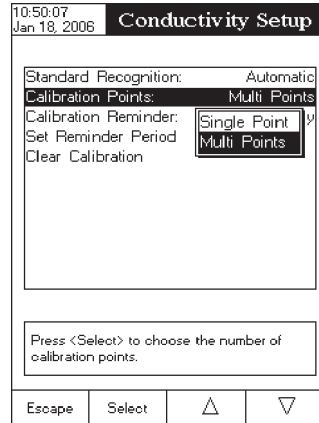 10:50:07
Jan 18, 2006
Conductivity Setup
Standard Recognition: Automatic
Calibration Points: Multi Points
Calibration Reminder: y
Single Point
Set Reminder Period
Multi Points
Clear Calibration
Press <Select> to choose the number of
calibration points.
Escape Select △ ▽